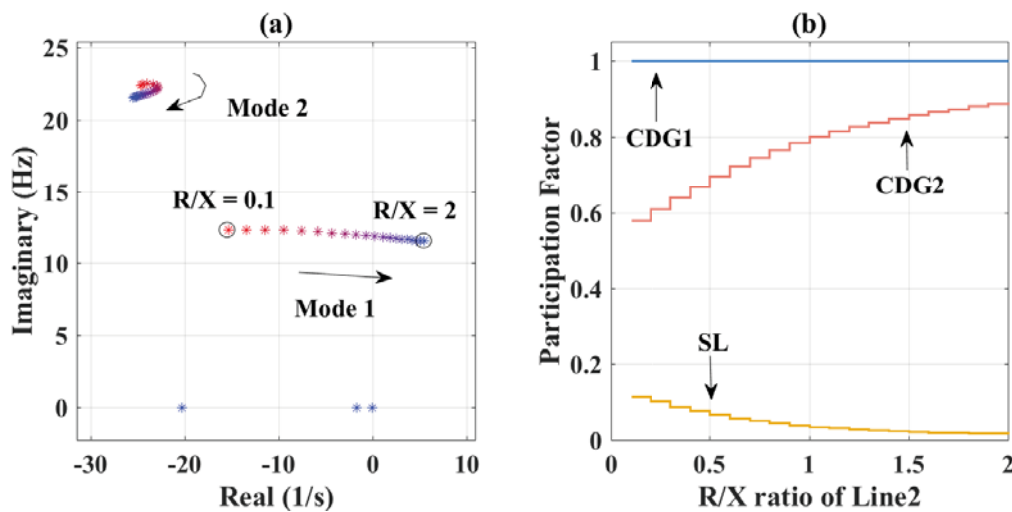 (a)
25
20
15
10
5
0
-30
-20
-10
0
10
Imaginary (Hz)
Real (1/s)
Mode 2
R/X = 0.1
R/X = 2
Mode 1
(b)
1
0.8
0.6
0.4
0.2
0
0
0.5
1
1.5
2
Participation Factor
R/X ratio of Line2
CDG1
CDG2
SL